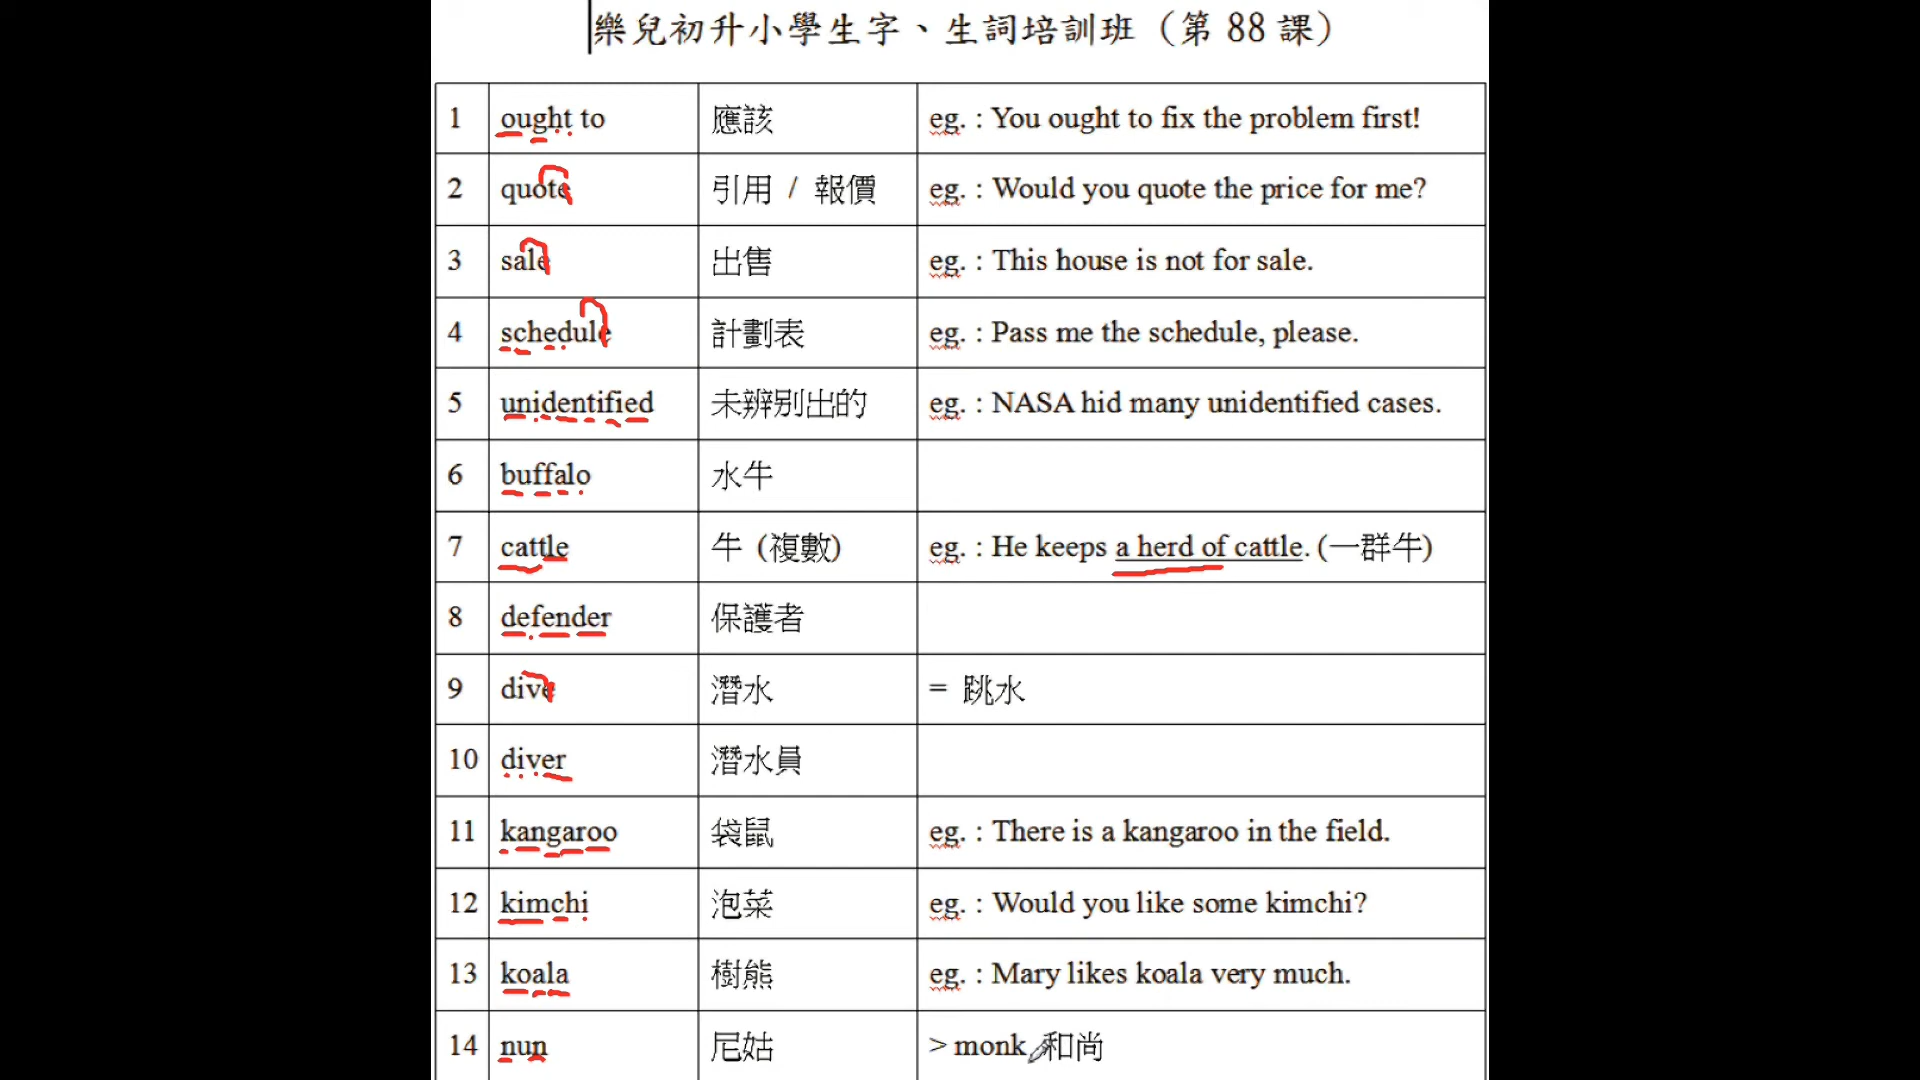 樂兒初升小學生字、生詞培訓班（第 88 課）
1 ought to 應該 eg. : You ought to fix the problem first!
2 quote 引用 / 報價 eg. : Would you quote the price for me?
3 sale 出售 eg. : This house is not for sale.
4 schedule 計劃表 eg. : Pass me the schedule, please.
5 unidentified 未辨別出的 eg. : NASA hid many unidentified cases.
6 buffalo 水牛
7 cattle 牛 (複數) eg. : He keeps a herd of cattle. (一群牛)
8 defender 保護者
9 dive 潛水 = 跳水
10 diver 潛水員
11 kangaroo 袋鼠 eg. : There is a kangaroo in the field.
12 kimchi 泡菜 eg. : Would you like some kimchi?
13 koala 樹熊 eg. : Mary likes koala very much.
14 nun 尼姑 > monk 和尚